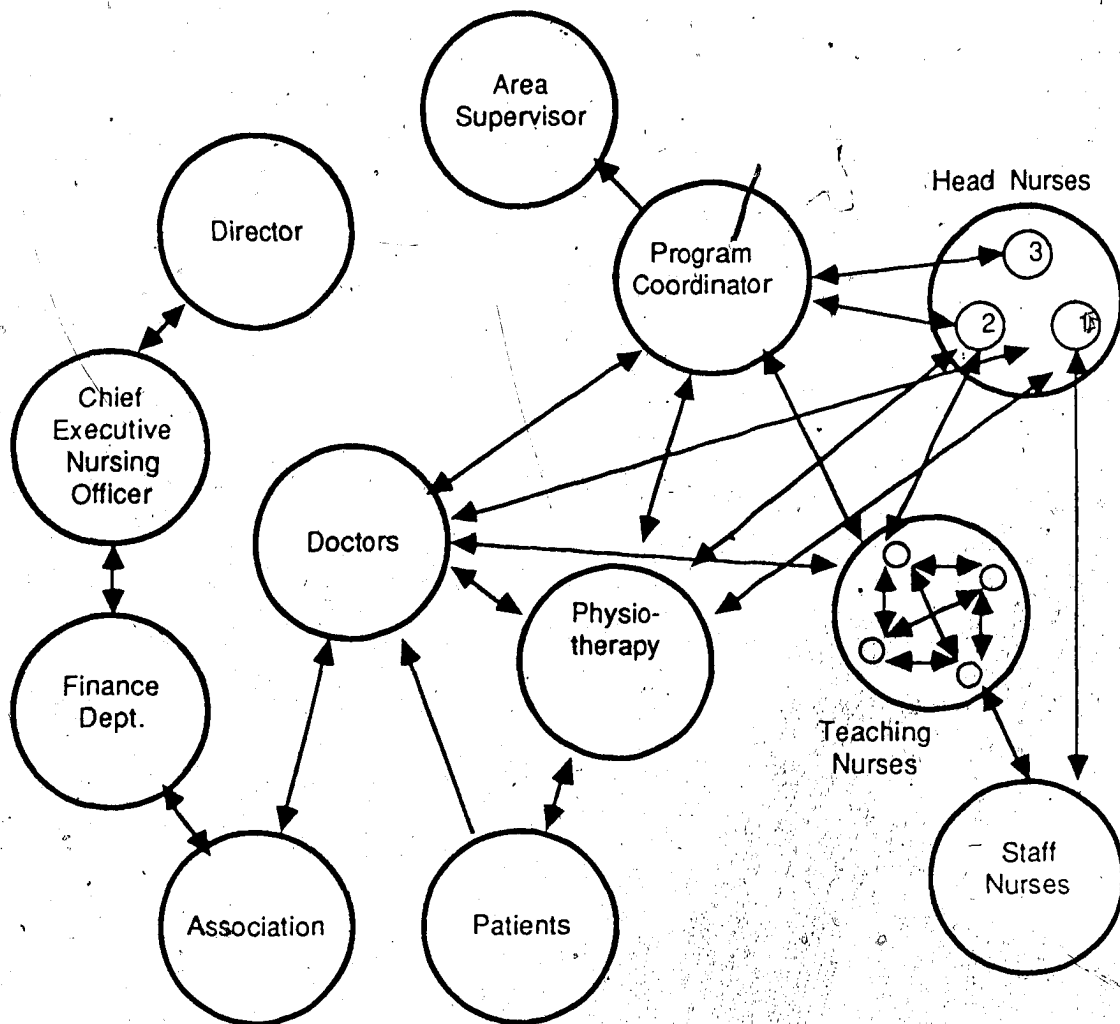 Area
Supervisor
Head Nurses
Director
Program
Coordinator
3
2
1
Chief
Executive
Nursing
Officer
Doctors
Physio-
therapy
Finance
Dept.
Teaching
Nurses
Staff
Nurses
Association
Patients